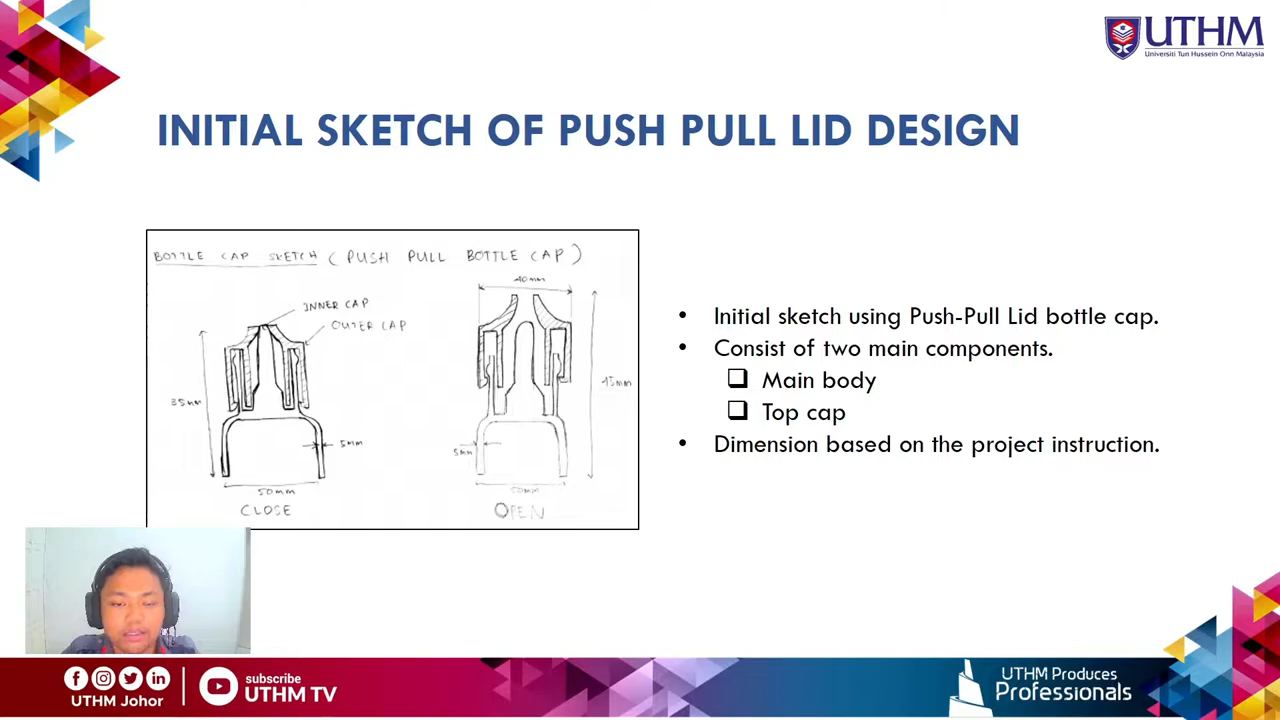 UTHM
Universiti Tun Hussein Onn Malaysia
INITIAL SKETCH OF PUSH PULL LID DESIGN
BOTTLE CAP SKETCH (PUSH PULL BOTTLE CAP)
INNER CAP
OUTER CAP
35mm
5mm
50mm
CLOSE
40mm
45mm
5mm
50mm
OPEN
• Initial sketch using Push-Pull Lid bottle cap.
• Consist of two main components.
❑ Main body
❑ Top cap
• Dimension based on the project instruction.
UTHM Johor
subscribe
UTHM TV
UTHM Produces
Professionals